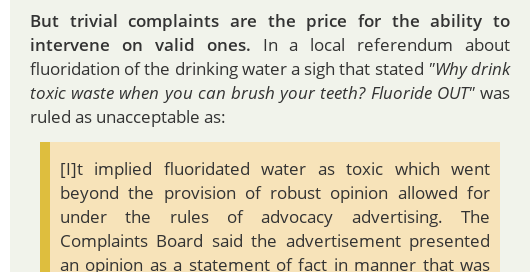 But trivial complaints are the price for the ability to
intervene on valid ones. In a local referendum about
fluoridation of the drinking water a sigh that stated "Why drink
toxic waste when you can brush your teeth? Fluoride OUT" was
ruled as unacceptable as:
[I]t implied fluoridated water as toxic which went
beyond the provision of robust opinion allowed for
under the rules of advocacy advertising. The
Complaints Board said the advertisement presented
an opinion as a statement of fact in manner that was